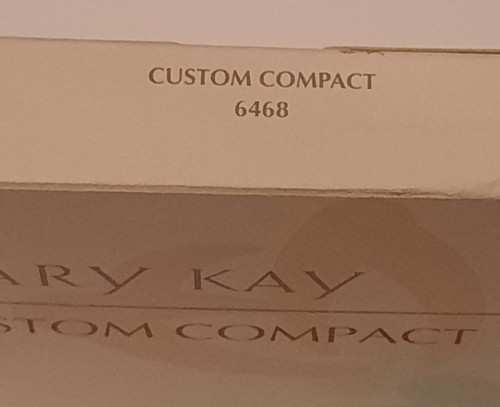 CUSTOM COMPACT
6468
ARY KAY
STOM COMPACT